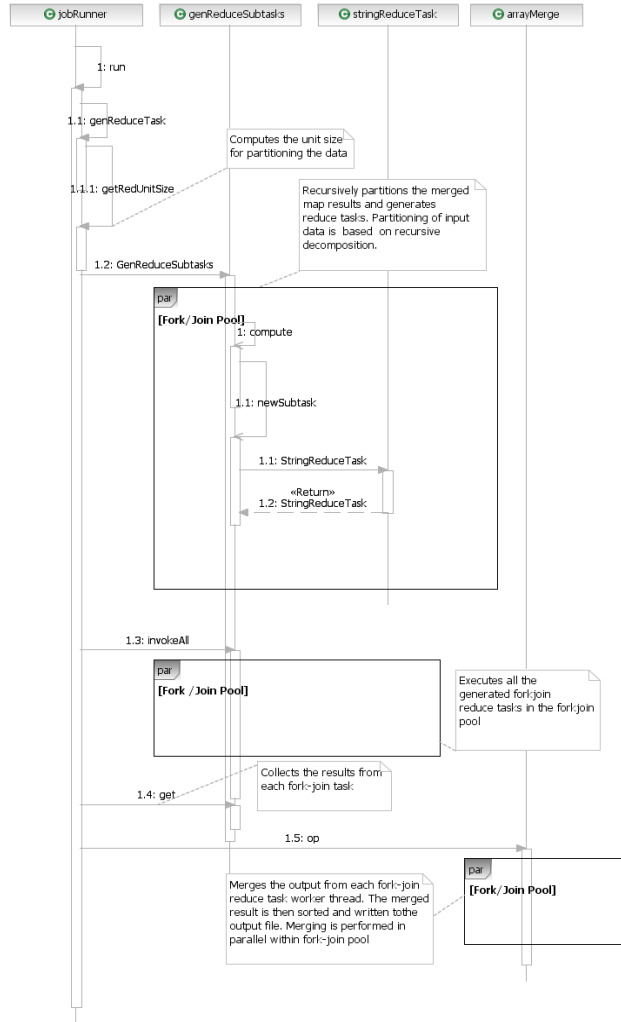 jobRunner
genReduceSubtasks
stringReduceTask
arrayMerge
1: run
1.1: genReduceTask
Computes the unit size
for partitioning the data
1.1.1: getRedUnitSize
Recursively partitions the merged
map results and generates
reduce tasks. Partitioning of input
data is based on recursive
decomposition.
1.2: GenReduceSubtasks
par
[Fork/Join Pool]
1: compute
1.1: newSubtask
1.1: StringReduceTask
«Return»
1.2: StringReduceTask
1.3: invokeAll
par
[Fork /Join Pool]
Executes all the
generated forkjoin
reduce tasks in the forkjoin
pool
Collects the results from
each fork-join task
1.4: get
1.5: op
par
[Fork/Join Pool]
Merges the output from each fork-join
reduce task worker thread. The merged
result is then sorted and written tothe
output file. Merging is performed in
parallel within fork-join pool